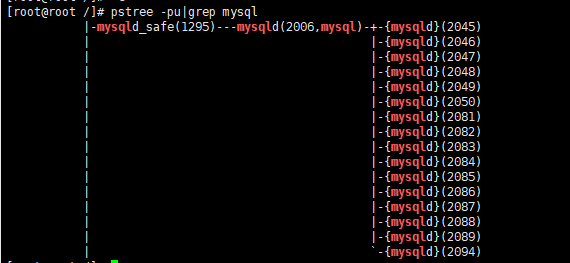 [root@root /]# pstree -pu|grep mysql
|-mysqld_safe(1295)---mysqld(2006,mysql)-+-{mysqld}(2045)
| |-{mysqld}(2046)
| |-{mysqld}(2047)
| |-{mysqld}(2048)
| |-{mysqld}(2049)
| |-{mysqld}(2050)
| |-{mysqld}(2081)
| |-{mysqld}(2082)
| |-{mysqld}(2083)
| |-{mysqld}(2084)
| |-{mysqld}(2085)
| |-{mysqld}(2086)
| |-{mysqld}(2087)
| |-{mysqld}(2088)
| |-{mysqld}(2089)
| `-{mysqld}(2094)